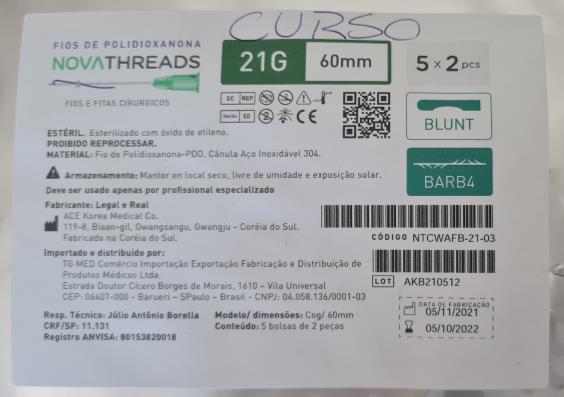 CURSO
FIOS DE POLIDIOXANONA
NOVATHREADS
FIOS E FITAS CIRURGICOS
21G 60mm
5 x 2 pcs
EC REP
Sterile EO
BLUNT
BARB4
ESTÉRIL. Esterilizado com óxido de etileno.
PROIBIDO REPROCESSAR.
MATERIAL: Fio de Polidioxanona-PDO. Cânula Aço Inoxidável 304.
Armazenamento: Manter en local seco, livre de umidade e exposição solar.
Deve ser usado apenas por profissional especializado
Fabricante: Legal e Real
ACE Korea Medical Co.
119-8, Biaan-gil, Gwangsangu, Gwangju - Coréia do Sul.
Fabricado na Coréia do Sul.
CÓDIGO NTCWAFB-21-03
Importado e distribuido por:
TG MED Comércio Importação Exportação Fabricação e Distribuição de
Produtos Médicos Ltda.
Estrada Doutor Cícero Borges de Morais, 1610 – Vila Universal
CEP: 06407-000 - Barueri – SPaulo – Brasil - CNPJ: 04.058.136/0001-03
LOT AKB210512
DATA DE FABRICAÇÃO
05/11/2021
05/10/2022
Resp. Técnico: Júlio Antônio Borella
CRF/SP: 11.131
Registro ANVISA: 80153820018
Modelo/ dimensões: Cog/ 60mm
Conteúdo: 5 bolsas de 2 peças